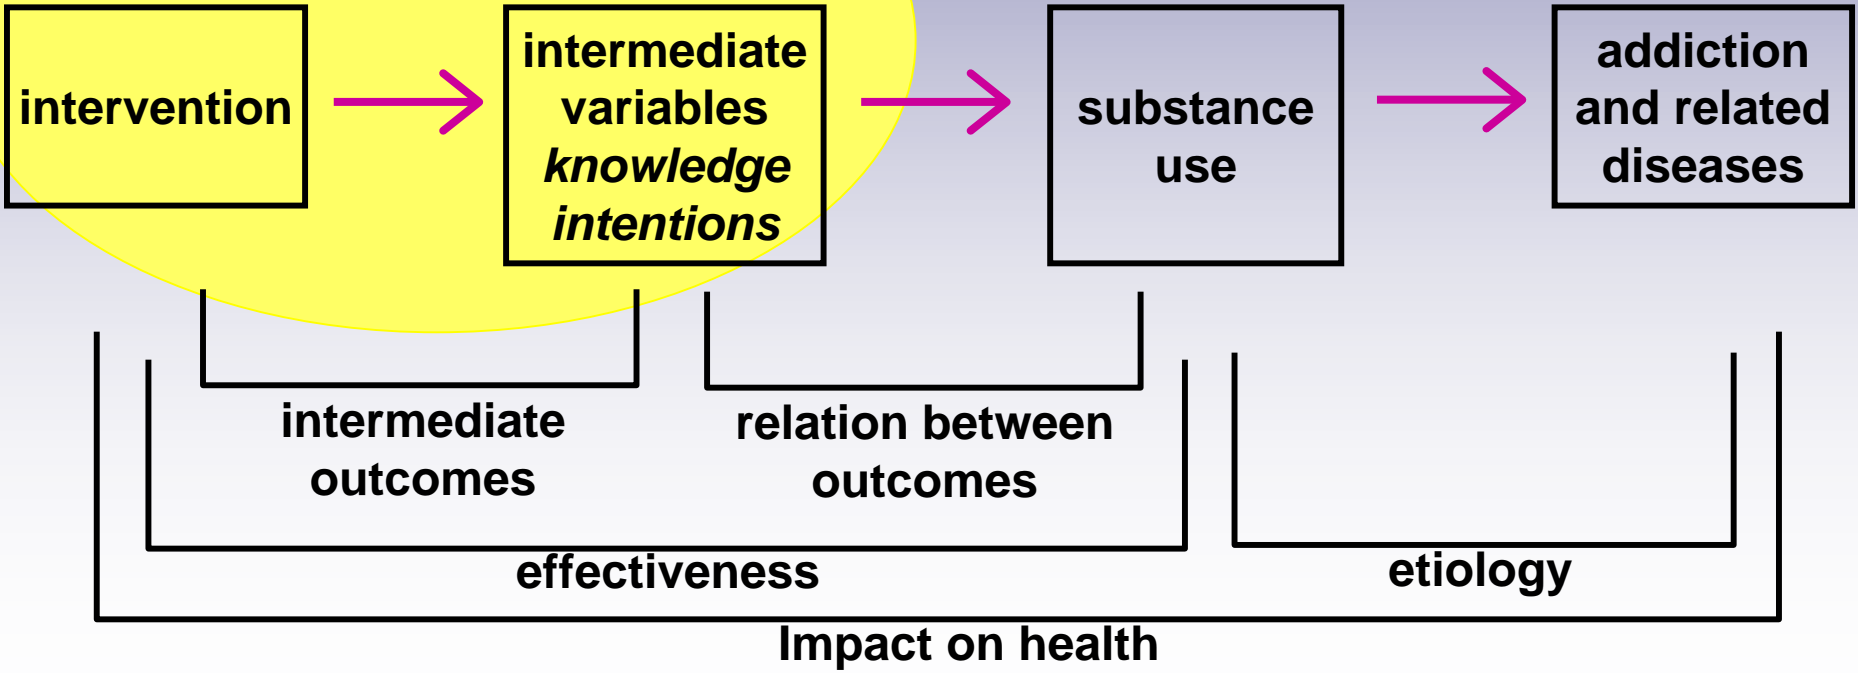 intervention
intermediate
variables
knowledge
intentions
substance
use
addiction
and related
diseases
intermediate
outcomes
relation between
outcomes
effectiveness
etiology
Impact on health